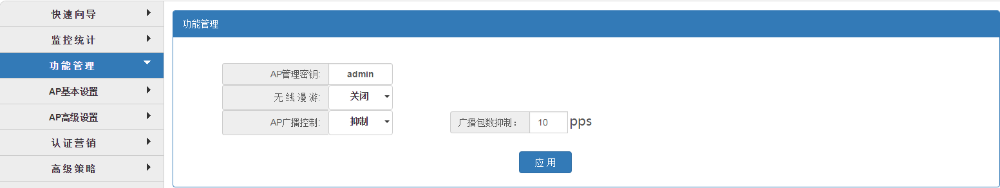 快速向导
监控统计
功能管理
AP基本设置
AP高级设置
认证营销
高级策略
功能管理
AP管理密钥: admin
无线漫游: 关闭
AP广播控制: 抑制 广播包数抑制： 10 pps
应用